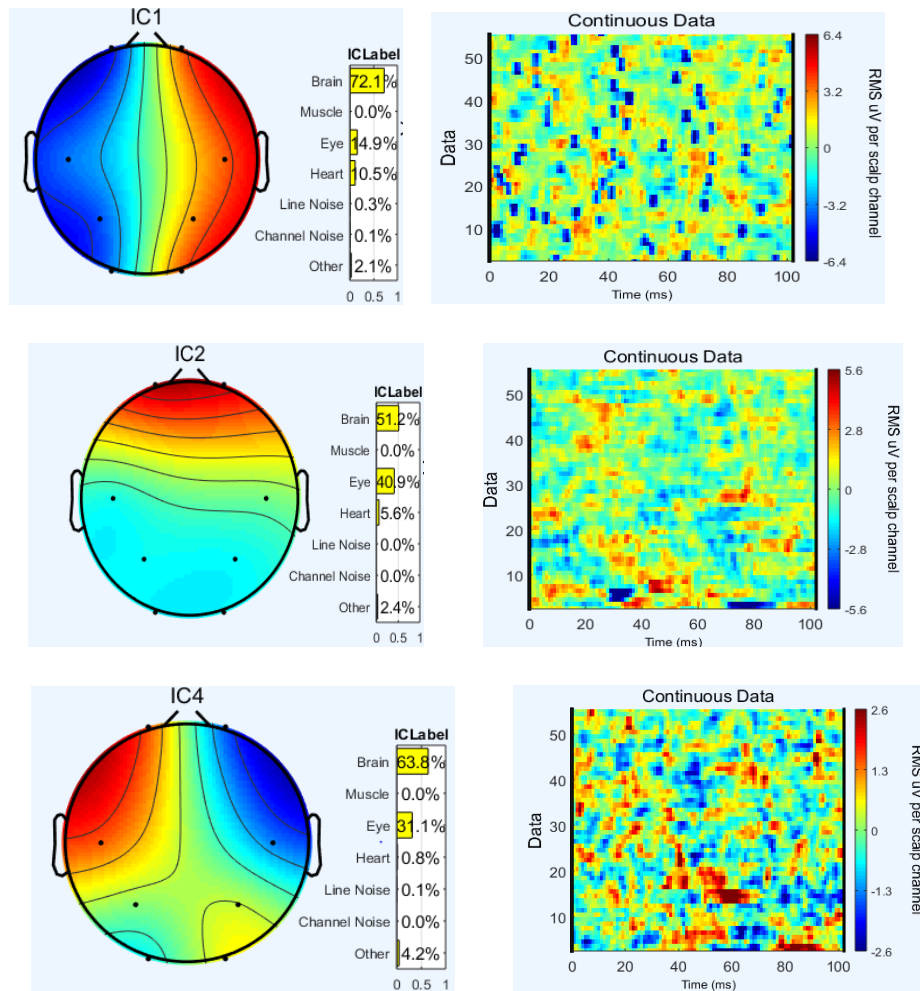 IC1
ICLabel
Brain 72.1%
Muscle 0.0%
Eye 14.9%
Heart 10.5%
Line Noise 0.3%
Channel Noise 0.1%
Other 2.1%
0 0.5 1
Continuous Data
Data
50
40
30
20
10
0 20 40 60 80 100
Time (ms)
6.4
3.2
0
-3.2
-6.4
RMS uV per scalp channel
IC2
ICLabel
Brain 51.2%
Muscle 0.0%
Eye 40.9%
Heart 5.6%
Line Noise 0.0%
Channel Noise 0.0%
Other 2.4%
0 0.5 1
Continuous Data
Data
50
40
30
20
10
0 20 40 60 80 100
Time (ms)
5.6
2.8
0
-2.8
-5.6
RMS uV per scalp channel
IC4
ICLabel
Brain 63.8%
Muscle 0.0%
Eye 31.1%
Heart 0.8%
Line Noise 0.1%
Channel Noise 0.0%
Other 4.2%
0 0.5 1
Continuous Data
Data
50
40
30
20
10
0 20 40 60 80 100
Time (ms)
2.6
1.3
0
-1.3
-2.6
RMS uV per scalp channel